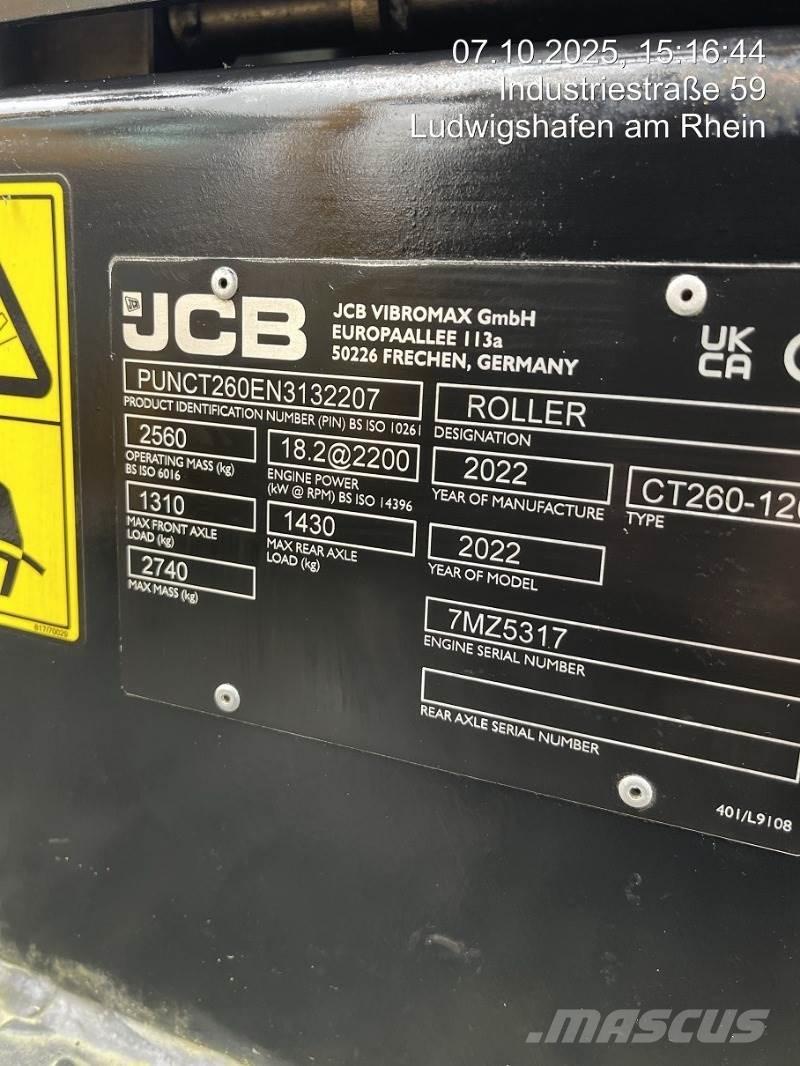 07.10.2025, 15:16:44
Industriestraße 59
Ludwigshafen am Rhein
JCB
JCB VIBROMAX GmbH
EUROPAALLEE 113a
50226 FRECHEN, GERMANY
UK
CA
PUNCT260EN3132207
PRODUCT IDENTIFICATION NUMBER (PIN) BS ISO 10261
ROLLER
DESIGNATION
2560
OPERATING MASS (kg)
BS ISO 6016
18.2@2200
ENGINE POWER
(kW @ RPM) BS ISO 14396
2022
YEAR OF MANUFACTURE
CT260-120
TYPE
1310
MAX FRONT AXLE
LOAD (kg)
1430
MAX REAR AXLE
LOAD (kg)
2022
YEAR OF MODEL
2740
MAX MASS (kg)
7MZ5317
ENGINE SERIAL NUMBER
REAR AXLE SERIAL NUMBER
401/L9108
817/70029
MASCUS